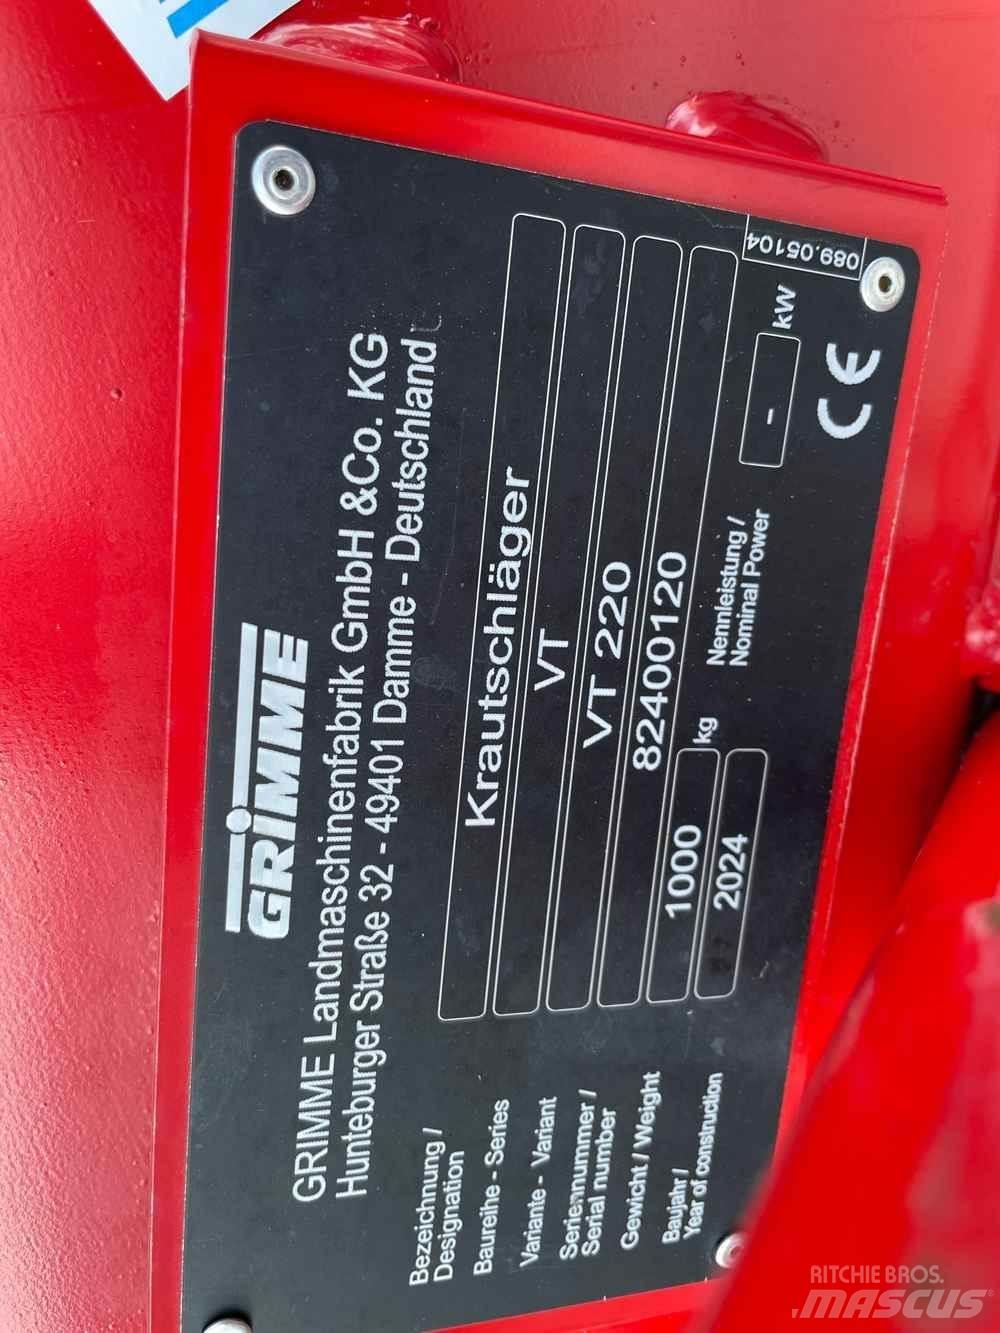 GRIMME
GRIMME Landmaschinenfabrik GmbH &Co. KG
Hunteburger Straße 32 - 49401 Damme - Deutschland
Bezeichnung /
Designation
Krautschläger
Baureihe - Series
VT
Variante - Variant
VT 220
Seriennummer /
Serial number
82400120
Gewicht / Weight
1000
kg
Nennleistung /
Nominal Power
-
kW
Baujahr /
Year of construction
2024
CE
089.05104
RITCHIE BROS.
MASCUS